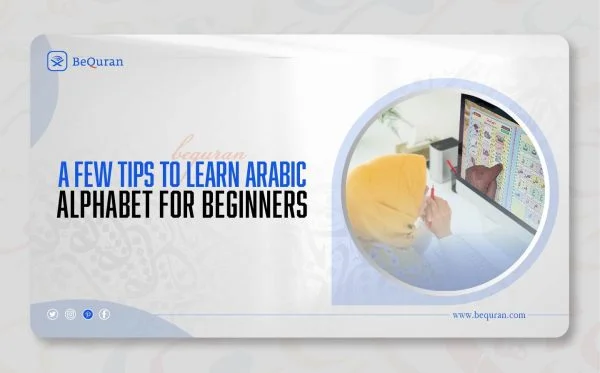 BeQuran
bequran
A FEW TIPS TO LEARN ARABIC
ALPHABET FOR BEGINNERS
www.bequran.com